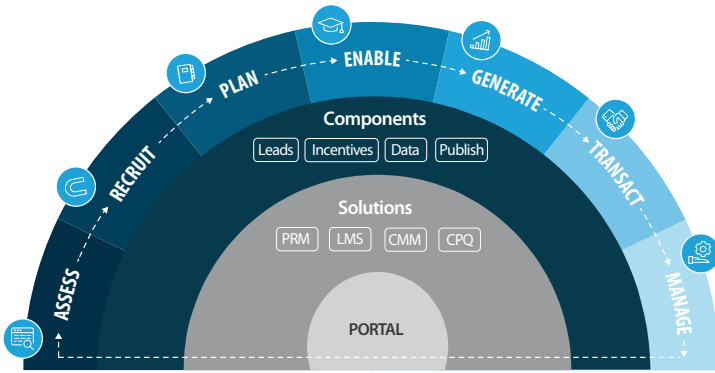 ASSESS
RECRUIT
PLAN
ENABLE
GENERATE
TRANSACT
MANAGE
Components
Leads Incentives Data Publish
Solutions
PRM LMS CMM CPQ
PORTAL